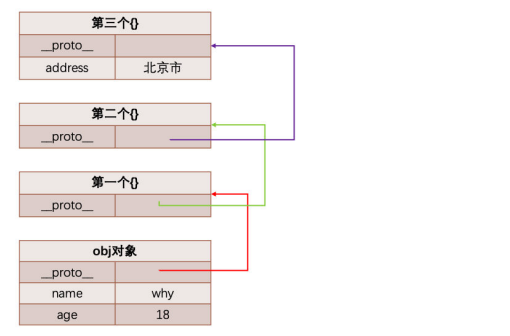 第三个{}
__proto__
address 北京市
第二个{}
__proto__
第一个{}
__proto__
obj对象
__proto__
name why
age 18